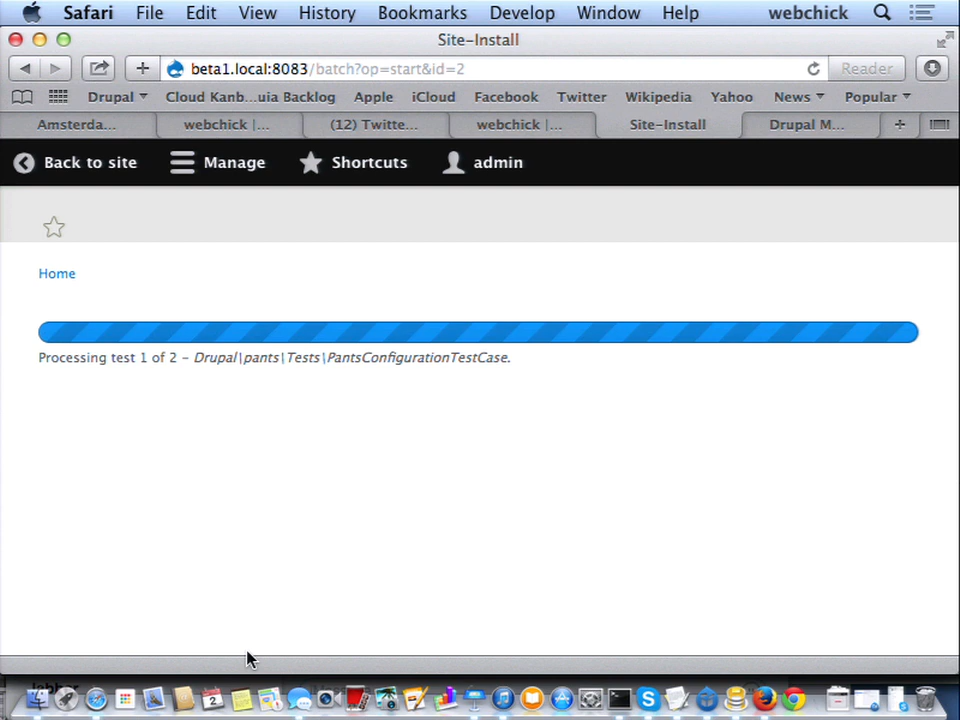 Safari File Edit View History Bookmarks Develop Window Help webchick
Site-Install
beta1.local:8083/batch?op=start&id=2 Reader
Drupal Cloud Kanb...uia Backlog Apple iCloud Facebook Twitter Wikipedia Yahoo News Popular
Amsterda... webchick |... (12) Twitte... webchick |... Site-Install Drupal M...
Back to site Manage Shortcuts admin
Home
Processing test 1 of 2 – Drupal\pants\Tests\PantsConfigurationTestCase.
2